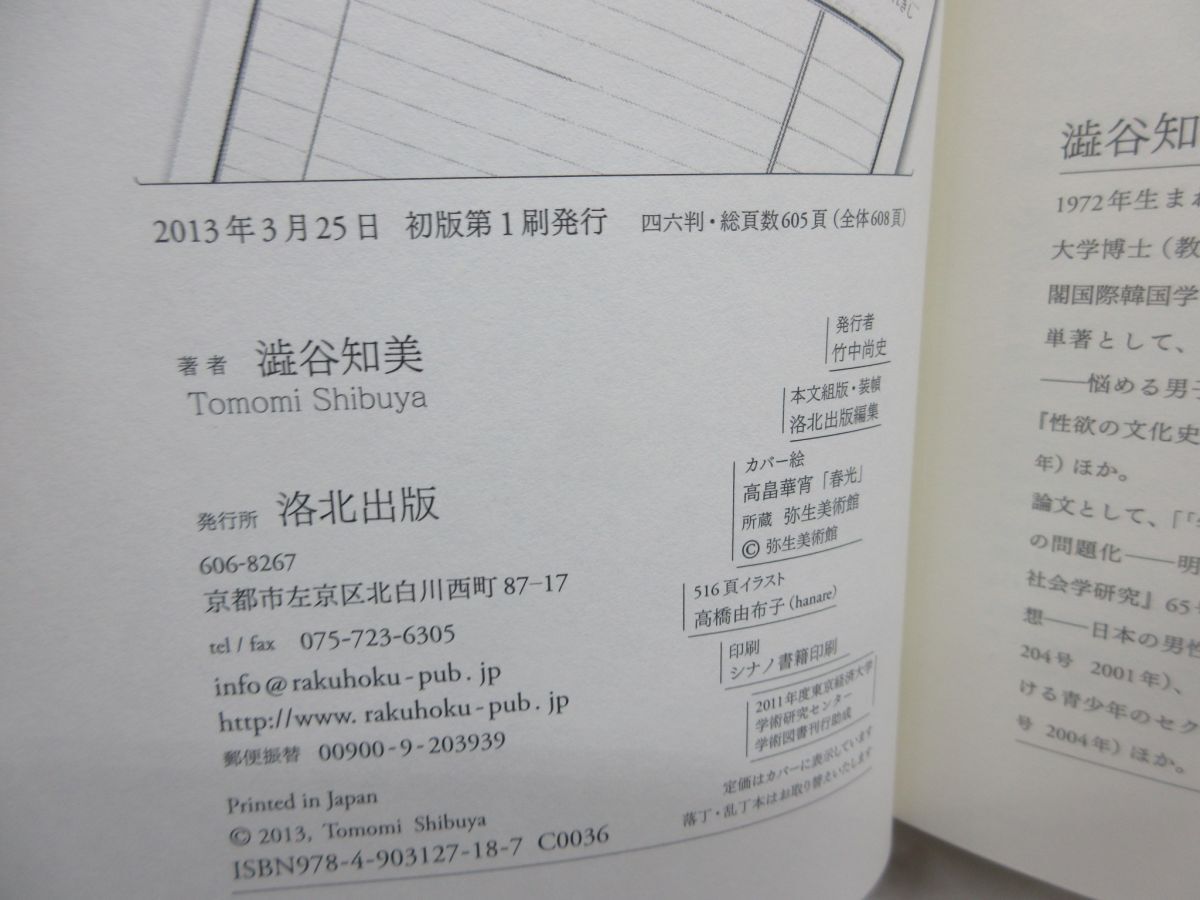 2013年3月25日 初版第1刷発行 四六判・総頁数605頁(全体608頁)
著者 澁谷知美
Tomomi Shibuya
発行所 洛北出版
606-8267
京都市左京区北白川西町87-17
tel / fax 075-723-6305
info@rakuhoku-pub.jp
http://www.rakuhoku-pub.jp
郵便振替 00900-9-203939
Printed in Japan
© 2013, Tomomi Shibuya
ISBN978-4-903127-18-7 C0036
発行者
竹中尚史
本文組版・装幀
洛北出版編集
カバー絵
高畠華宵「春光」
所蔵 弥生美術館
© 弥生美術館
516頁イラスト
高橋由布子(hanare)
印刷
シナノ書籍印刷
2011年度東京経済大学
学術研究センター
学術図書刊行助成
定価はカバーに表示しています
落丁・乱丁本はお取り替えいたします
澁谷知
1972年生まれ
大学博士(教
閣国際韓国学
単著として、
――悩める男子
『性欲の文化史
年)ほか。
論文として、「「
の問題化――明
社会学研究』65
想――日本の男性
204号 2001年)、
ける青少年のセク
号 2004年)ほか。